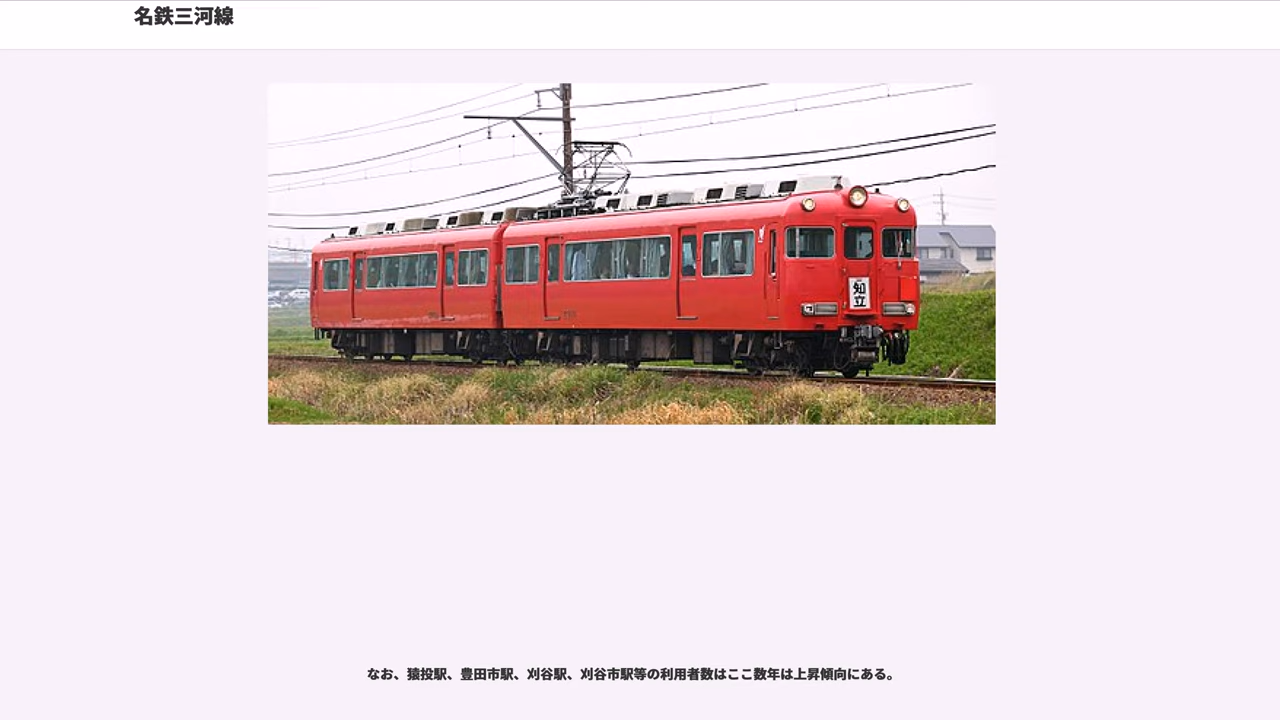 名鉄三河線
知立
なお、猿投駅、豊田市駅、刈谷駅、刈谷市駅等の利用者数はここ数年は上昇傾向にある。